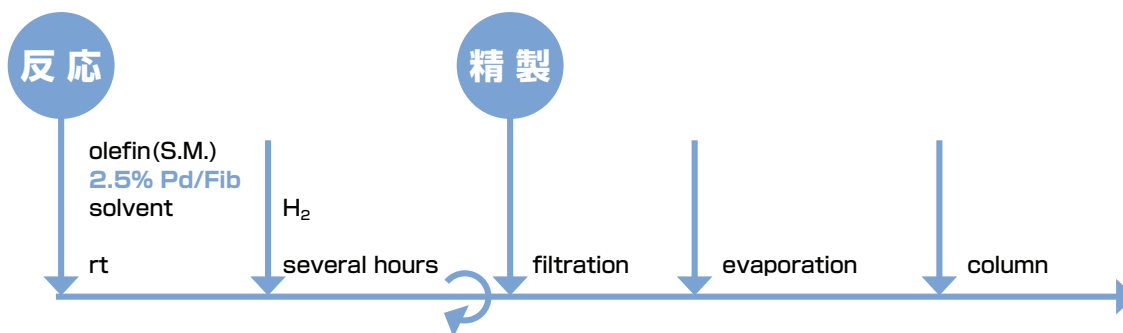 反応
精製
olefin(S.M.)
2.5% Pd/Fib
solvent
H₂
rt
several hours
filtration
evaporation
column